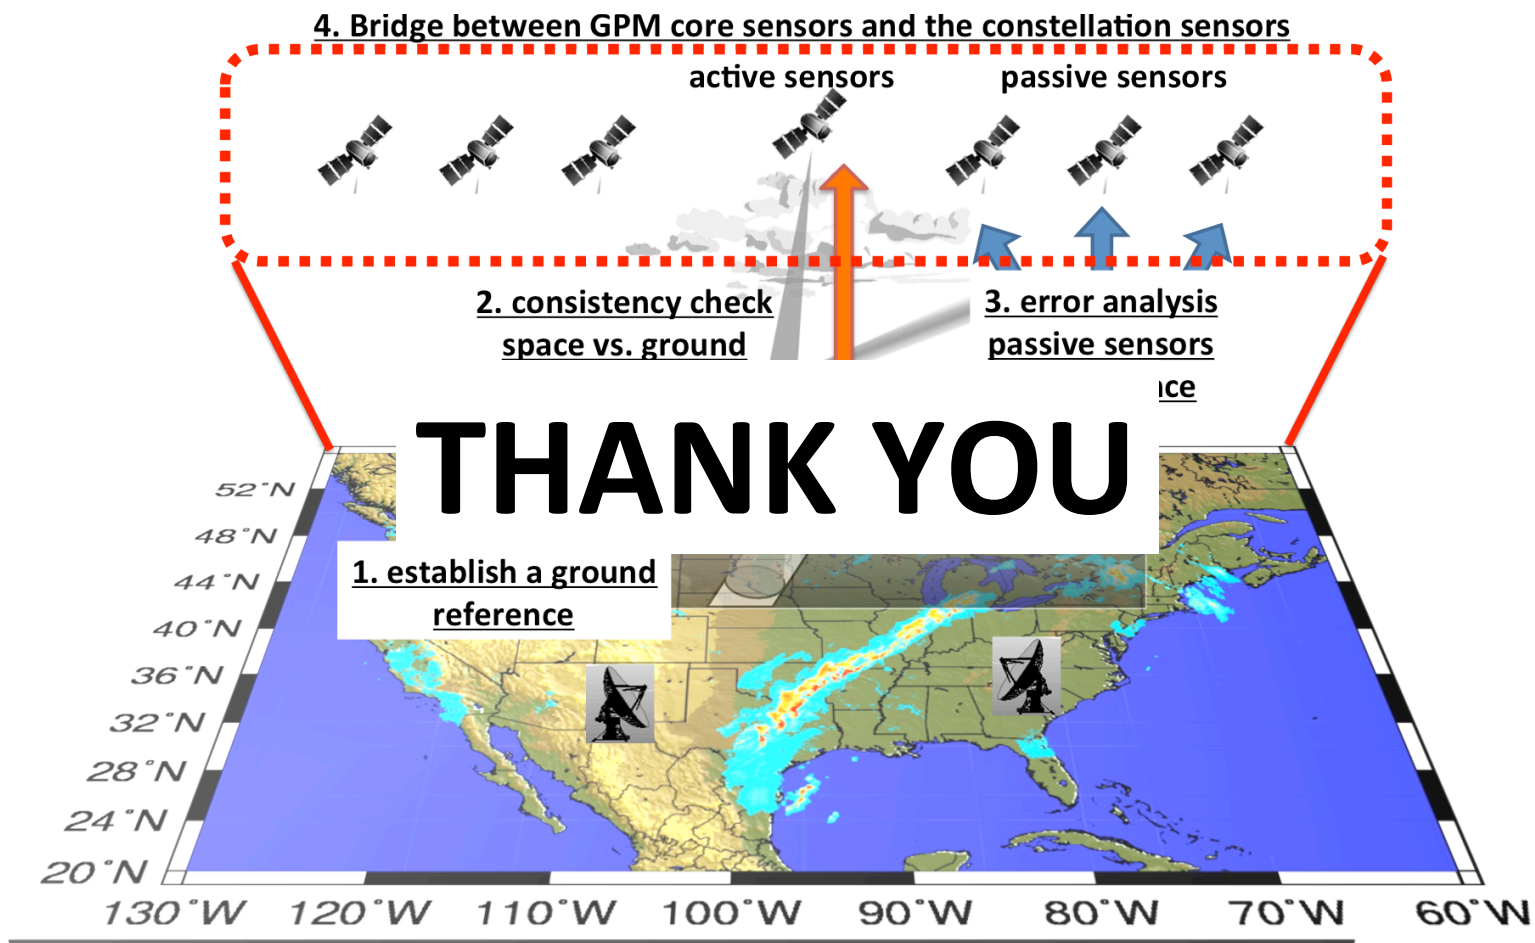 4. Bridge between GPM core sensors and the constellation sensors
active sensors
passive sensors
2. consistency check
space vs. ground
3. error analysis
passive sensors
THANK YOU
1. establish a ground
reference
52°N
48°N
44°N
40°N
36°N
32°N
28°N
24°N
20°N
130°W 120°W 110°W 100°W 90°W 80°W 70°W 60°W